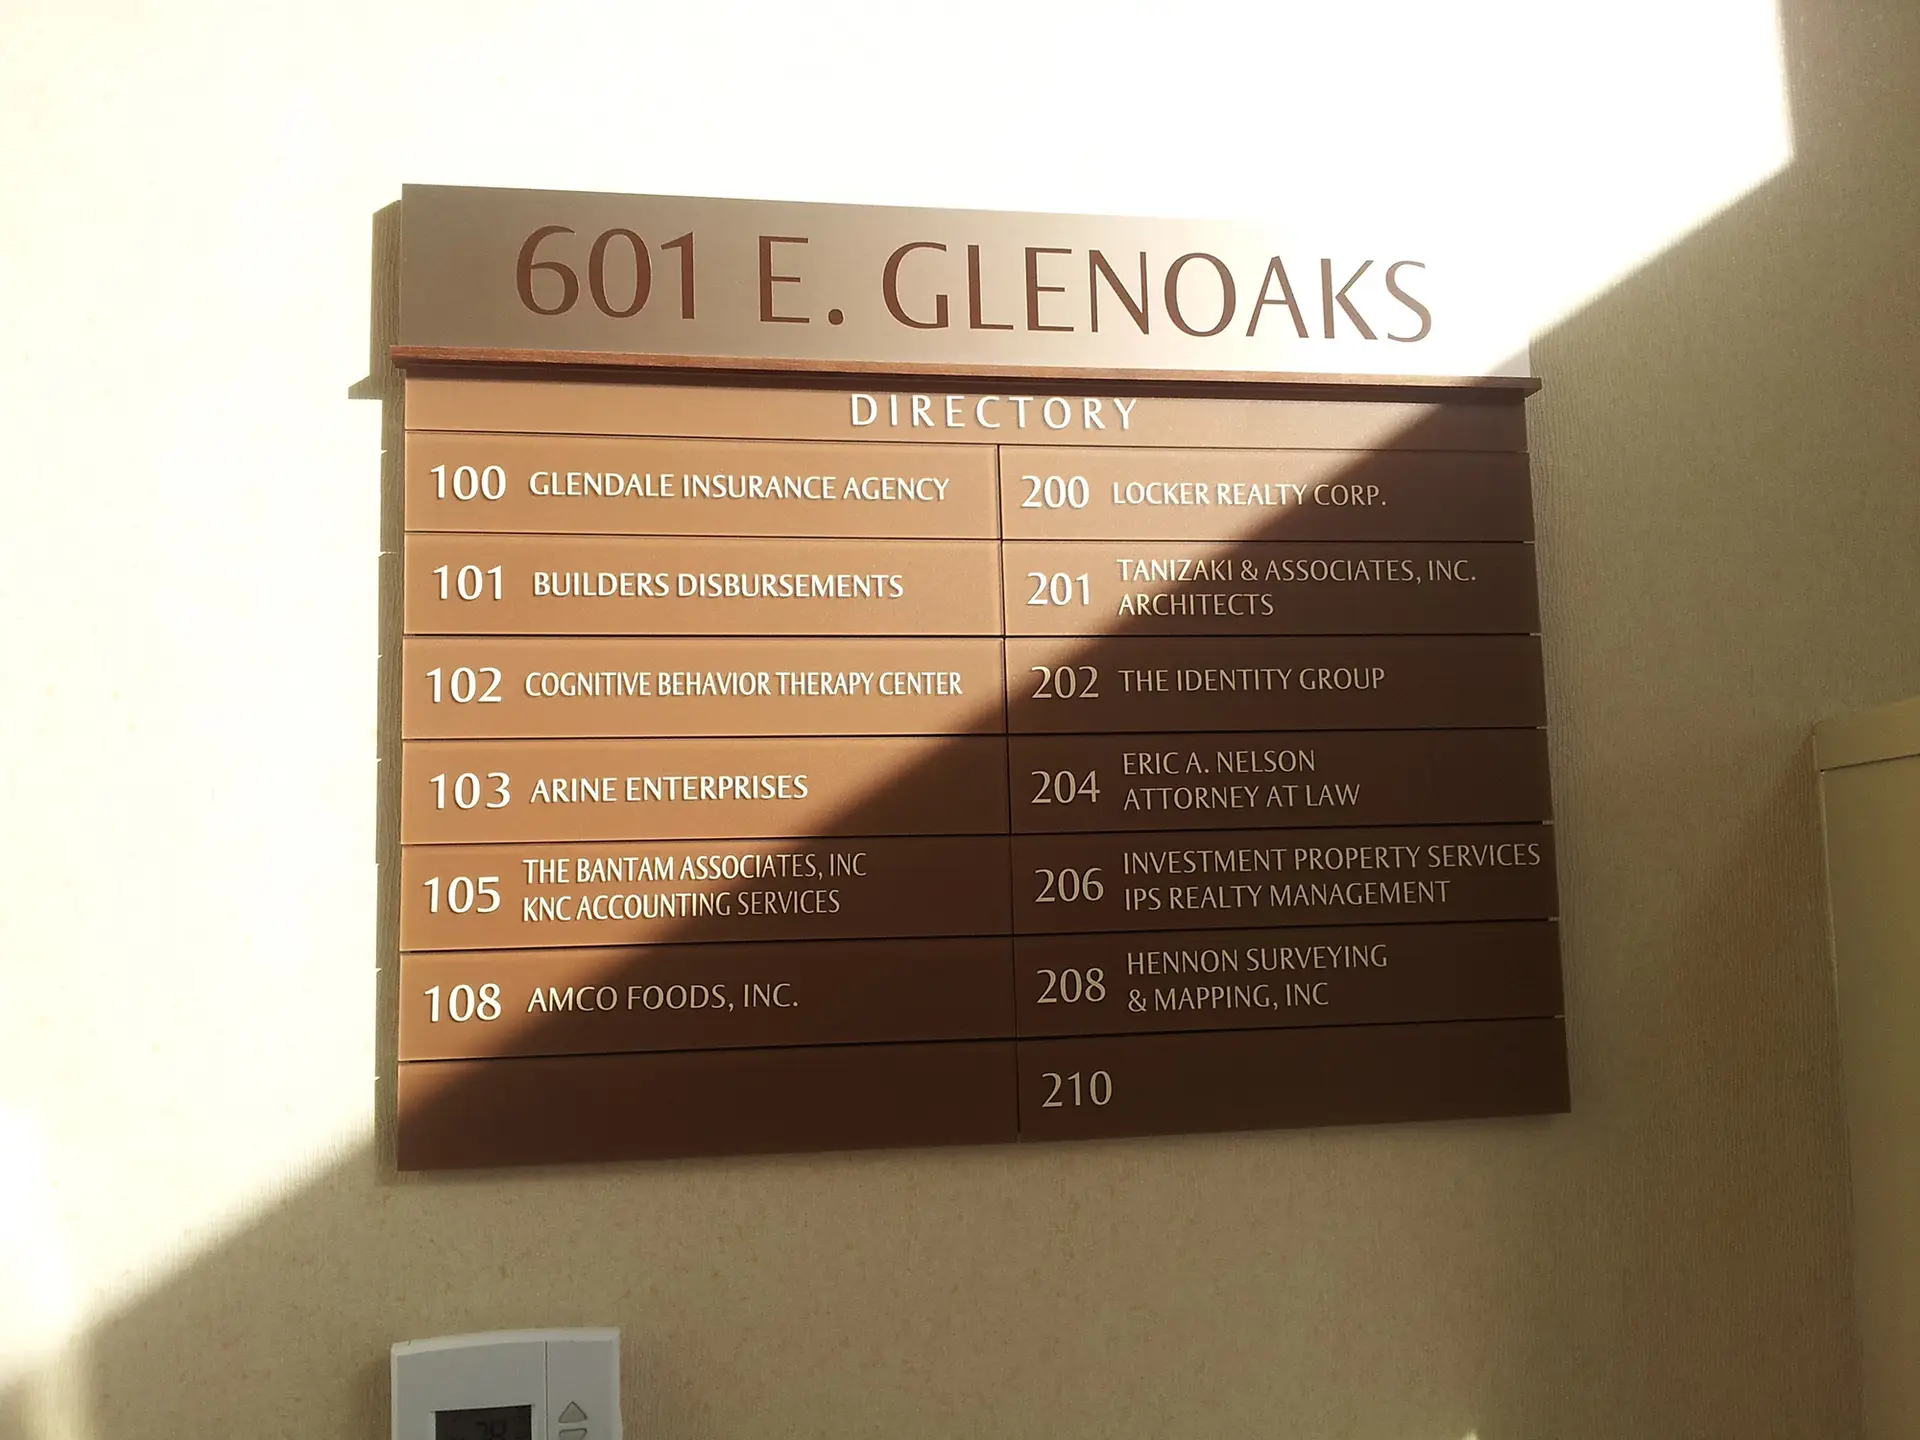 601 E. GLENOAKS
DIRECTORY
100 GLENDALE INSURANCE AGENCY
101 BUILDERS DISBURSEMENTS
102 COGNITIVE BEHAVIOR THERAPY CENTER
103 ARINE ENTERPRISES
105 THE BANTAM ASSOCIATES, INC
KNC ACCOUNTING SERVICES
108 AMCO FOODS, INC.
200 LOCKER REALTY CORP.
201 TANIZAKI & ASSOCIATES, INC.
ARCHITECTS
202 THE IDENTITY GROUP
204 ERIC A. NELSON
ATTORNEY AT LAW
206 INVESTMENT PROPERTY SERVICES
IPS REALTY MANAGEMENT
208 HENNON SURVEYING
& MAPPING, INC
210